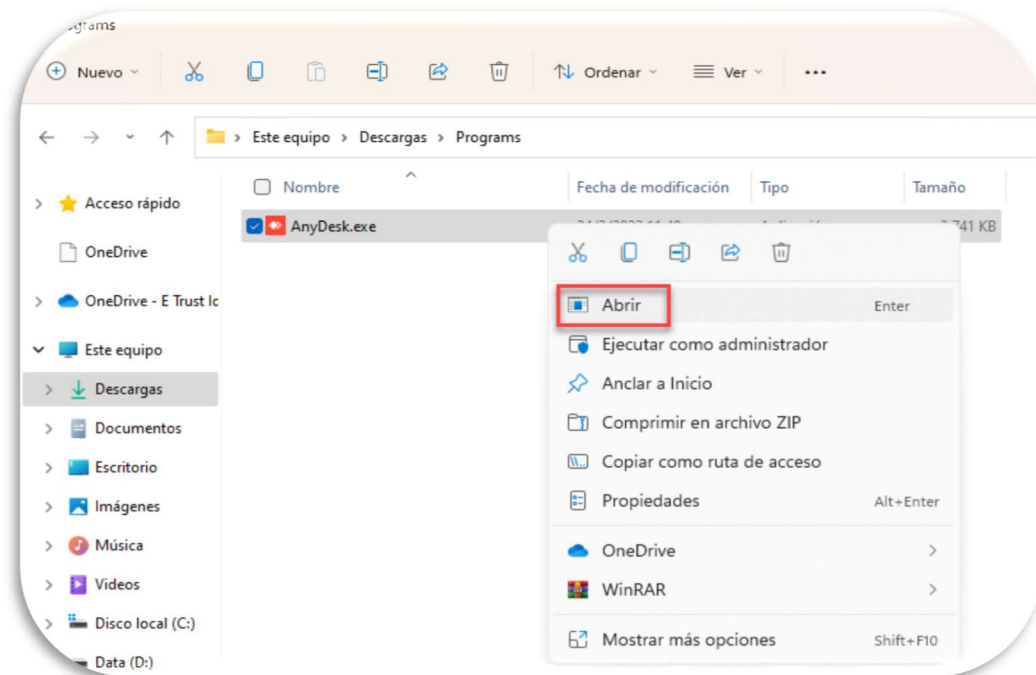 Nuevo Ordenar Ver ...
Este equipo > Descargas > Programs
Nombre Fecha de modificación Tipo Tamaño
Acceso rápido
AnyDesk.exe 741 KB
OneDrive
OneDrive - E Trust
Este equipo
Descargas
Documentos
Escritorio
Imágenes
Música
Videos
Disco local (C:)
Data (D:)
Abrir Enter
Ejecutar como administrador
Anclar a Inicio
Comprimir en archivo ZIP
Copiar como ruta de acceso
Propiedades Alt+Enter
OneDrive >
WinRAR >
Mostrar más opciones Shift+F10